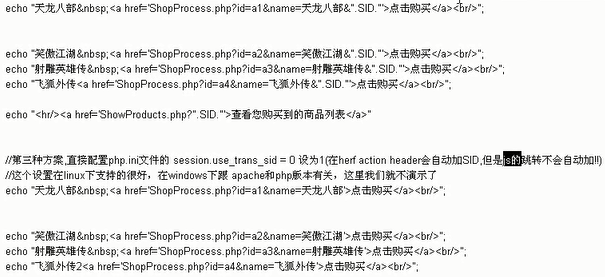 echo "天龙八部&nbsp;<a href='ShopProcess.php?id=a1&name=天龙八部&".SID."'>点击购买</a><br/>";
echo "笑傲江湖&nbsp;<a href='ShopProcess.php?id=a2&name=笑傲江湖&".SID."'>点击购买</a><br/>";
echo "射雕英雄传&nbsp;<a href='ShopProcess.php?id=a3&name=射雕英雄传&".SID."'>点击购买</a><br/>";
echo "飞狐外传<a href='ShopProcess.php?id=a4&name=飞狐外传&".SID."'>点击购买</a><br/>";
echo "<hr/><a href='ShowProducts.php?".SID."'>查看您购买到的商品列表</a>"
//第三种方案,直接配置php.ini文件的 session.use_trans_sid = 0 设为1(在herf action header会自动加SID,但是js的跳转不会自动加!!)
//这个设置在linux下支持的很好，在windows下跟 apache和php版本有关，这里我们就不演示了
echo "天龙八部&nbsp;<a href='ShopProcess.php?id=a1&name=天龙八部'>点击购买</a><br/>";
echo "笑傲江湖&nbsp;<a href='ShopProcess.php?id=a2&name=笑傲江湖'>点击购买</a><br/>";
echo "射雕英雄传&nbsp;<a href='ShopProcess.php?id=a3&name=射雕英雄传'>点击购买</a><br/>";
echo "飞狐外传2<a href='ShopProcess.php?id=a4&name=飞狐外传'>点击购买</a><br/>";